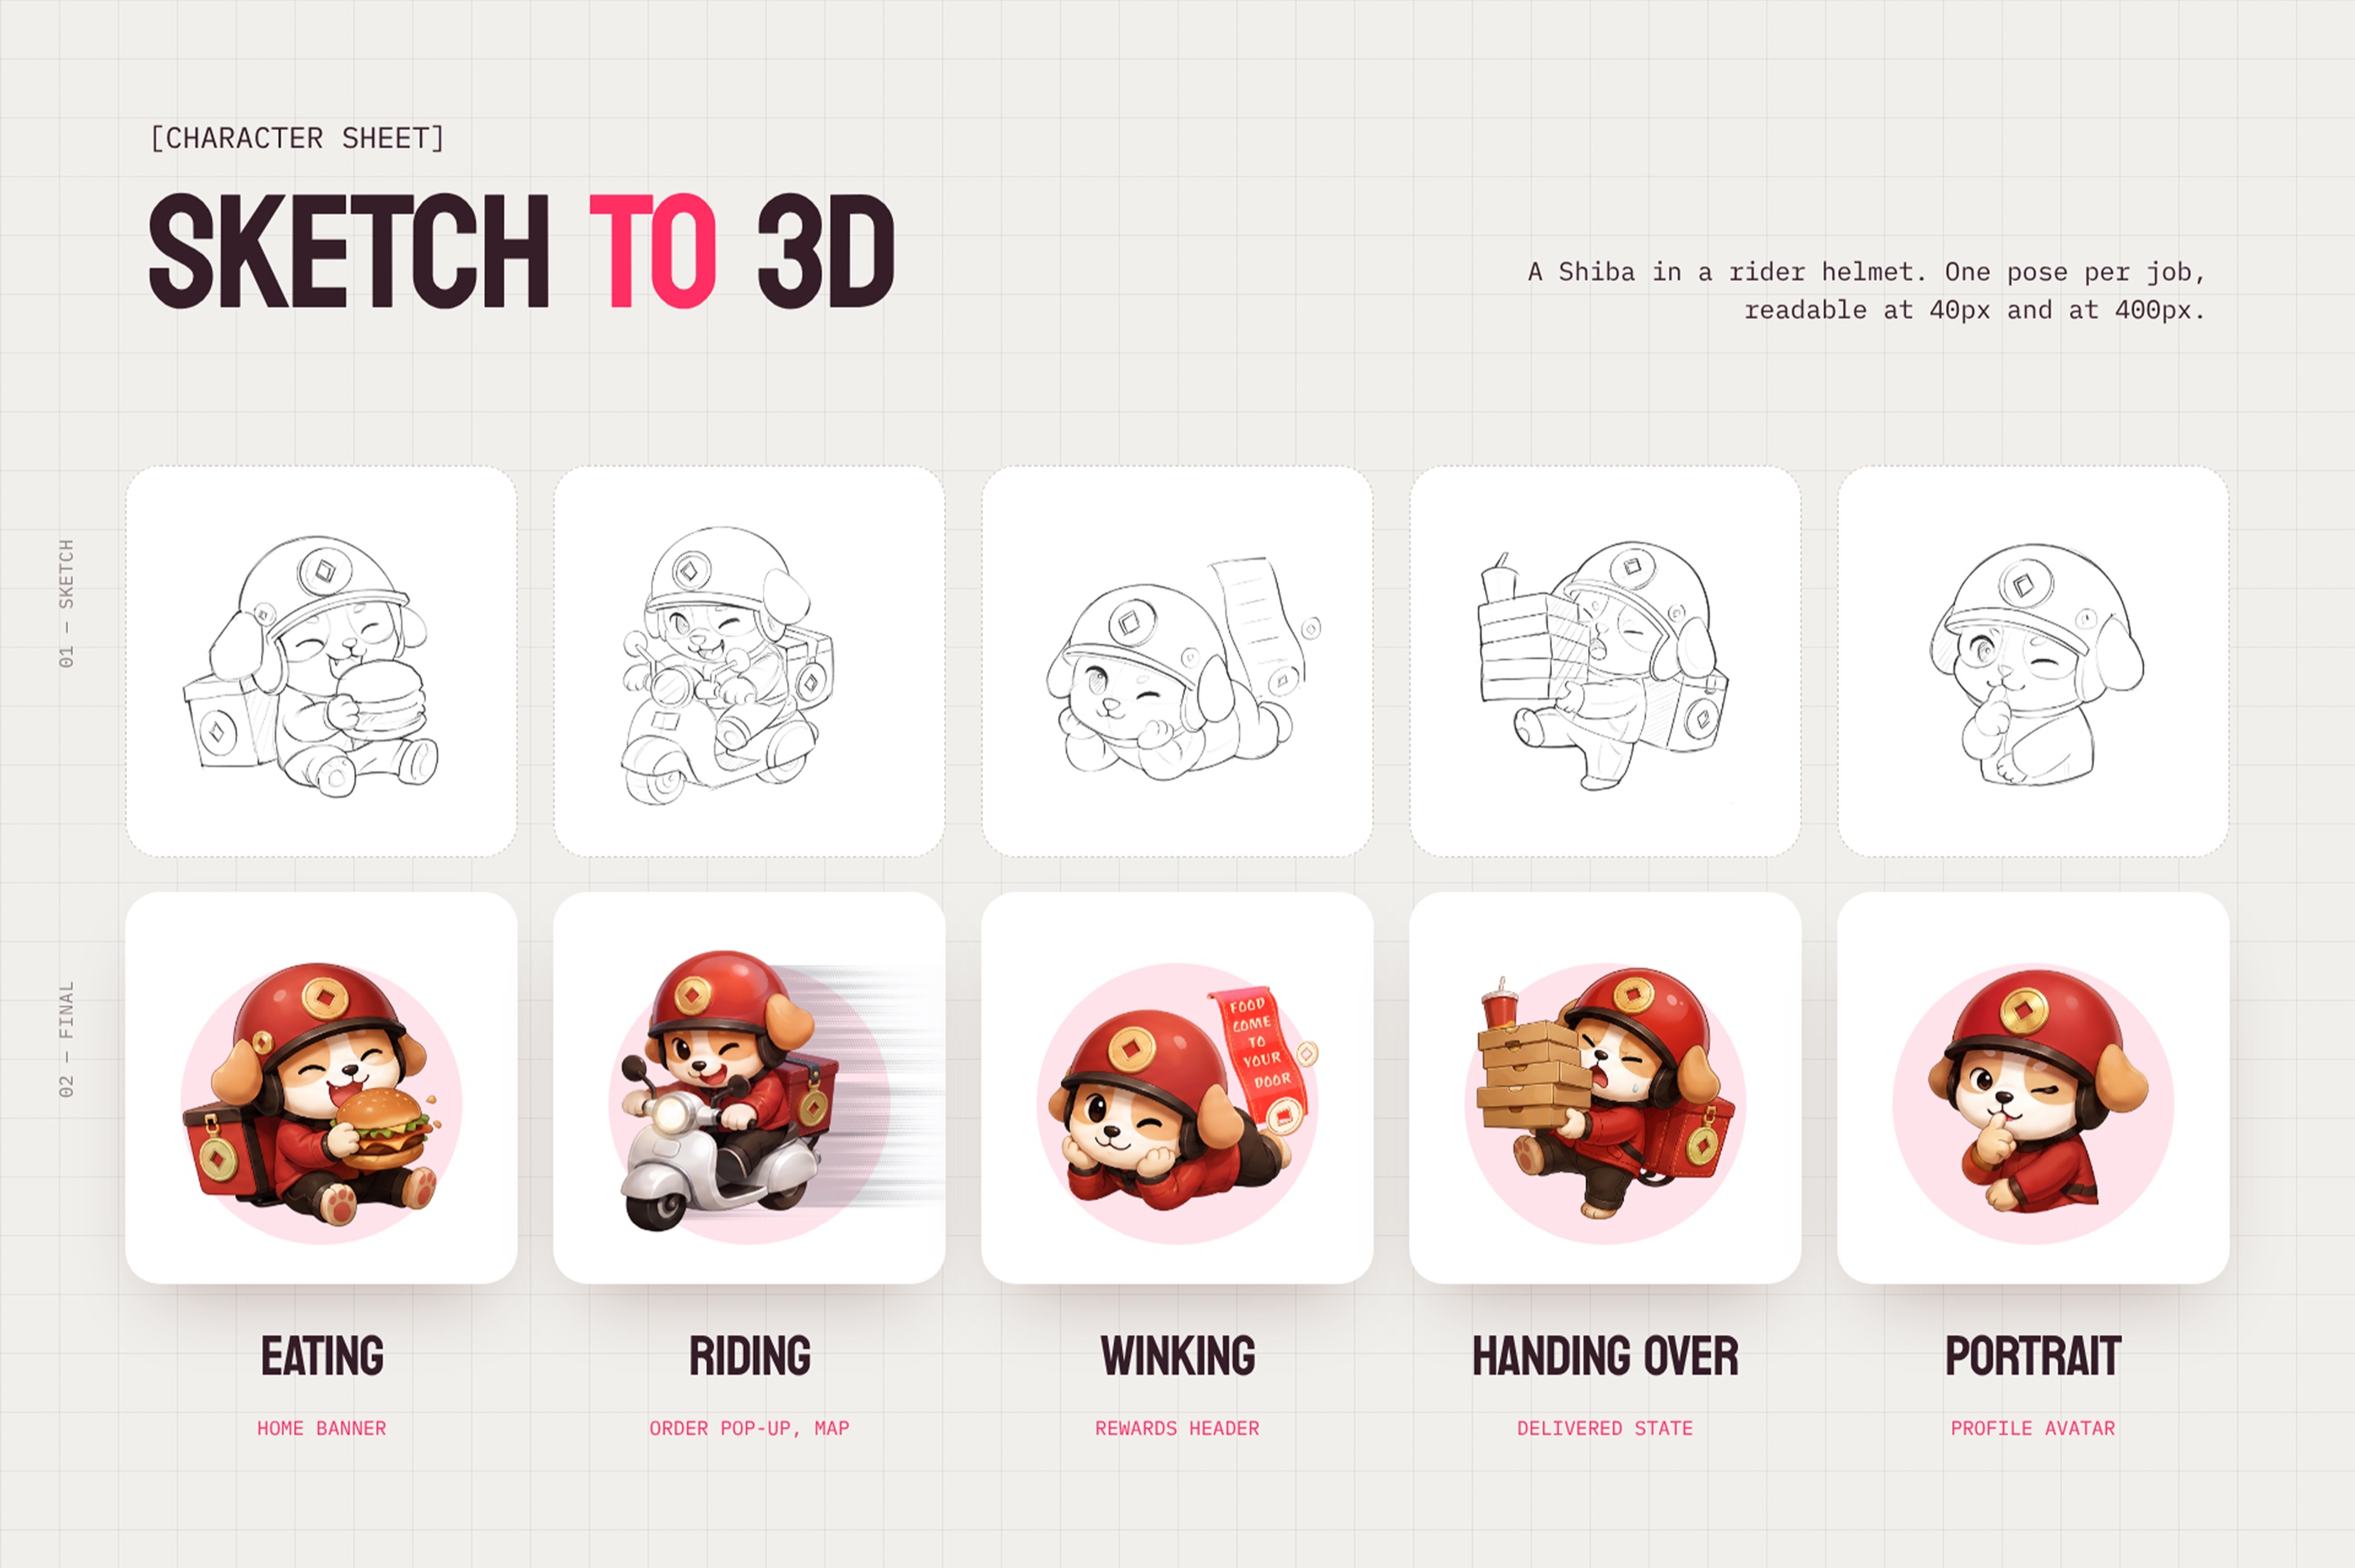 [CHARACTER SHEET]
SKETCH TO 3D
A Shiba in a rider helmet. One pose per job,
readable at 40px and at 400px.
01 — SKETCH
02 — FINAL
FOOD
COME
TO
YOUR
DOOR
EATING
RIDING
WINKING
HANDING OVER
PORTRAIT
HOME BANNER
ORDER POP-UP, MAP
REWARDS HEADER
DELIVERED STATE
PROFILE AVATAR